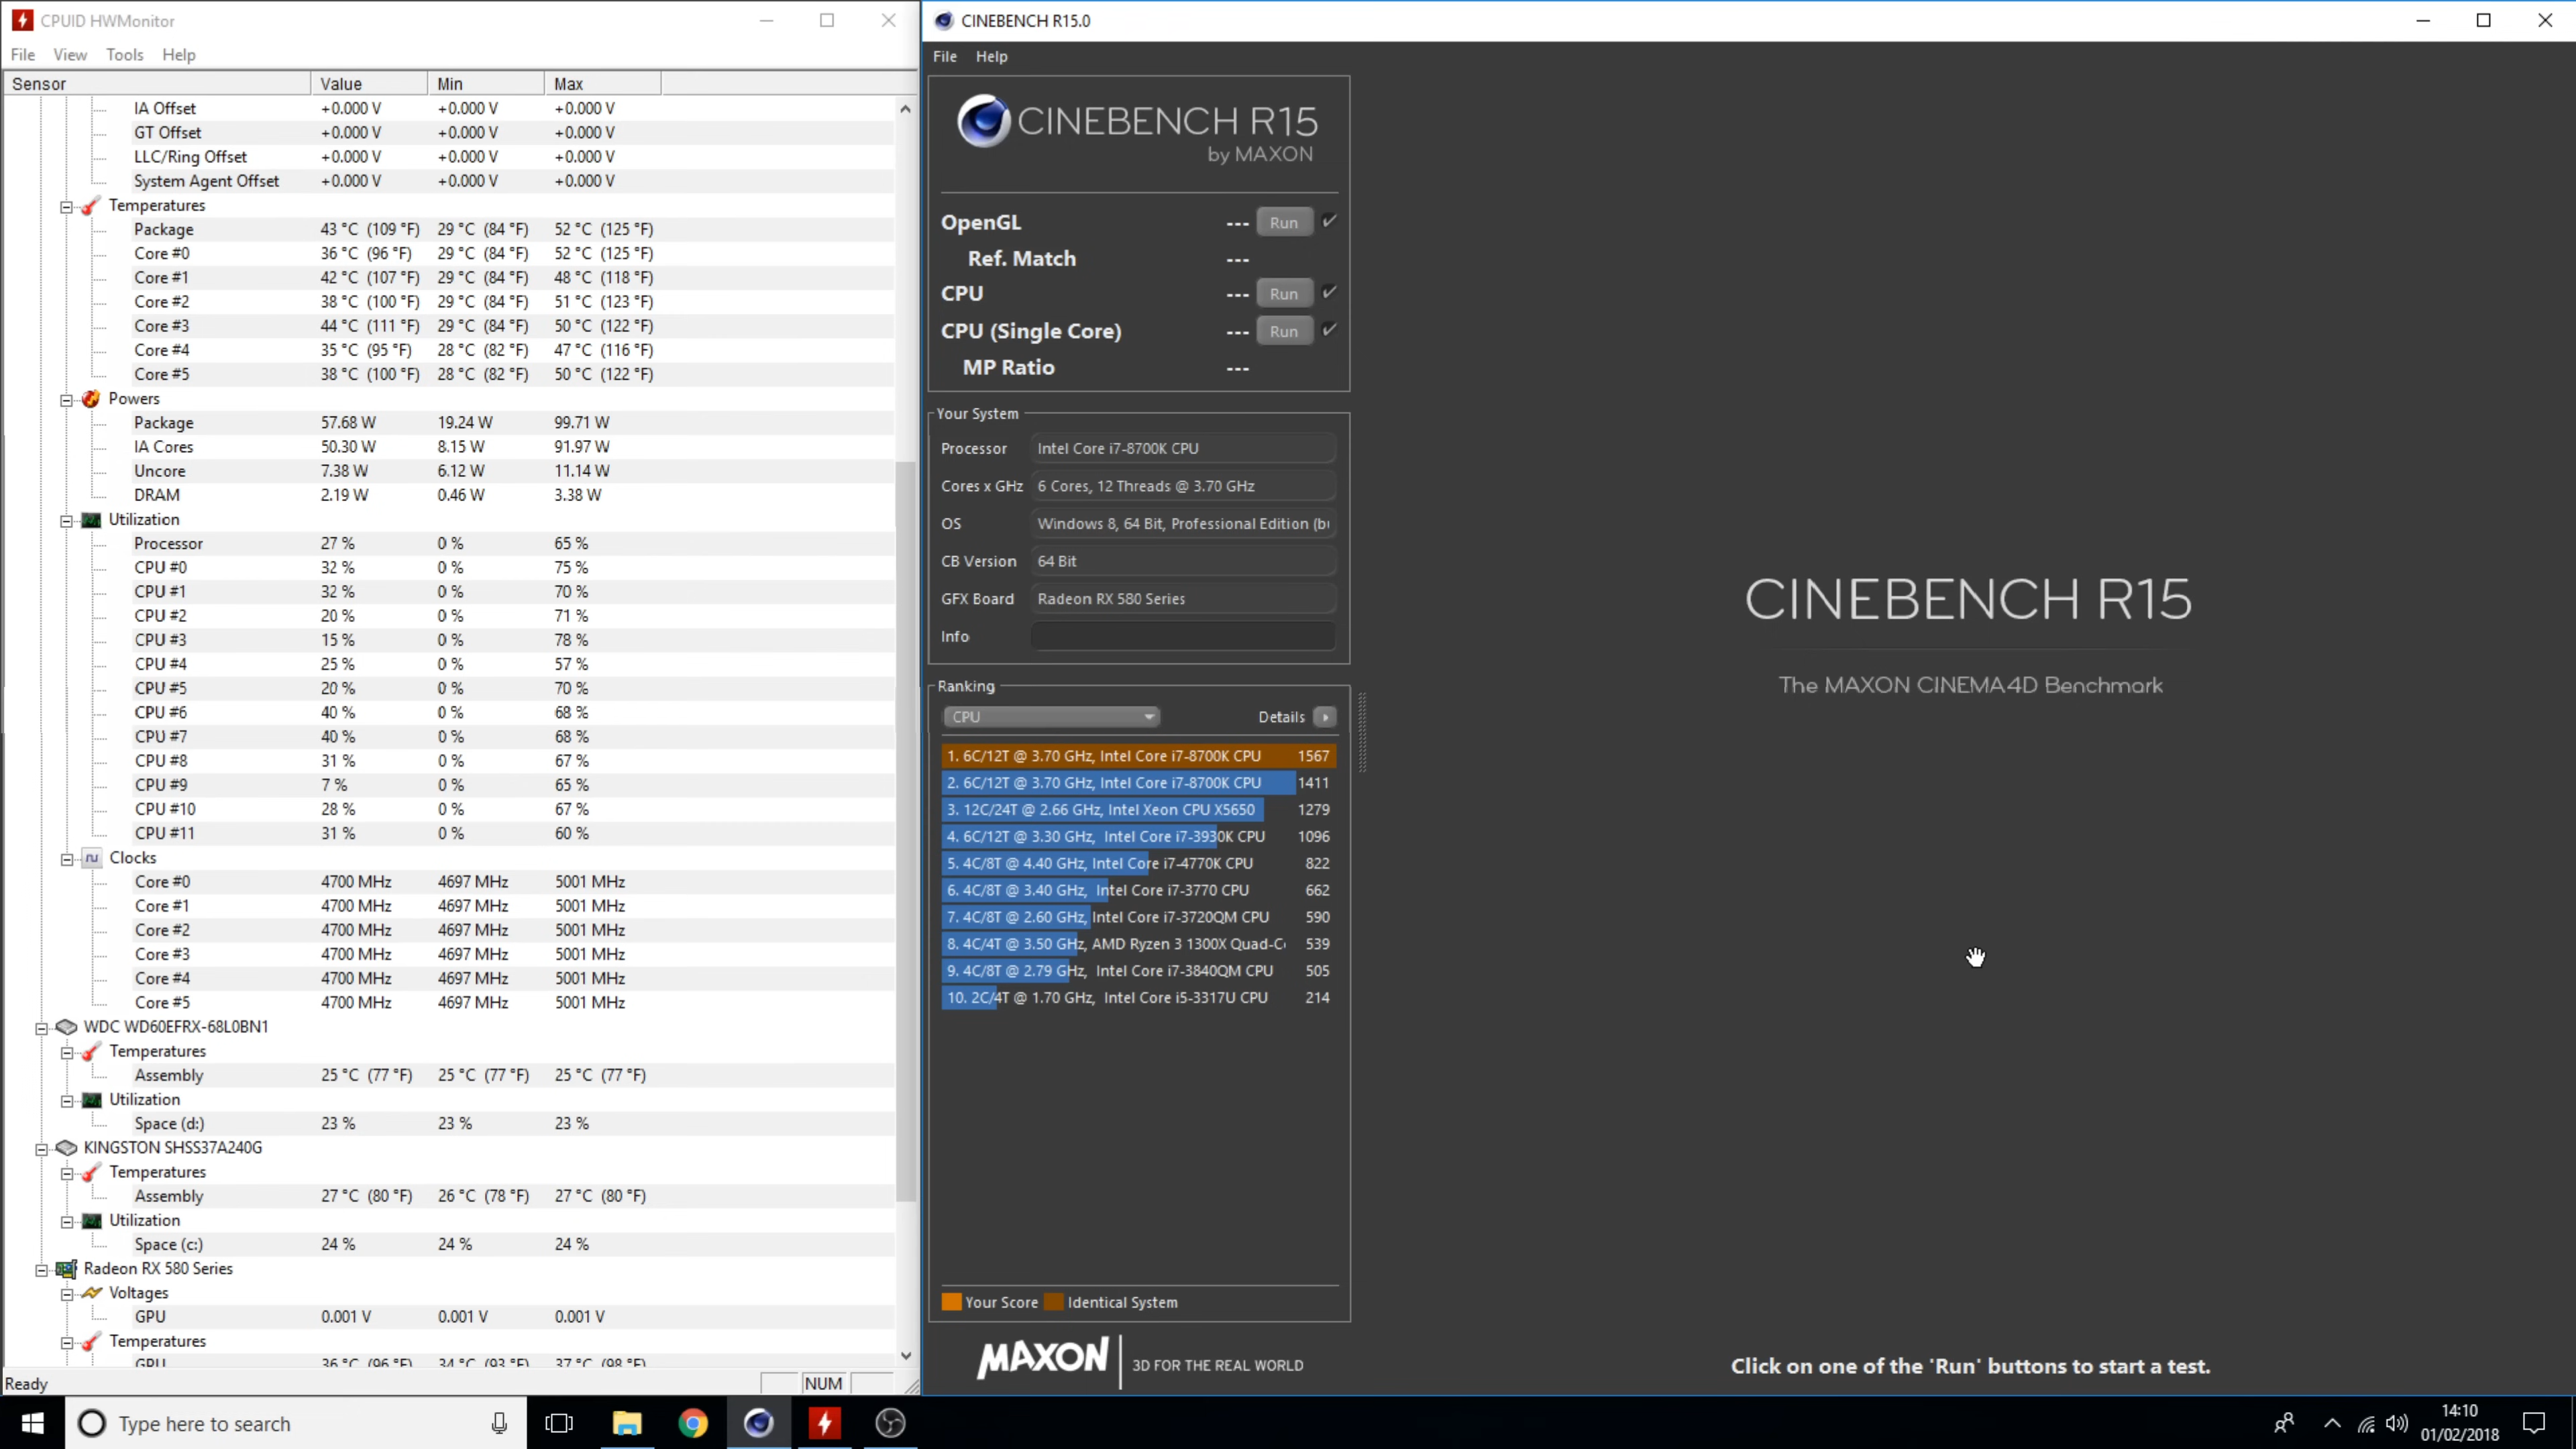 CPUID HWMonitor
File View Tools Help
Sensor Value Min Max
IA Offset +0.000 V +0.000 V +0.000 V
GT Offset +0.000 V +0.000 V +0.000 V
LLC/Ring Offset +0.000 V +0.000 V +0.000 V
System Agent Offset +0.000 V +0.000 V +0.000 V
Temperatures
Package 43 °C (109 °F) 29 °C (84 °F) 52 °C (125 °F)
Core #0 36 °C (96 °F) 29 °C (84 °F) 52 °C (125 °F)
Core #1 42 °C (107 °F) 29 °C (84 °F) 48 °C (118 °F)
Core #2 38 °C (100 °F) 29 °C (84 °F) 51 °C (123 °F)
Core #3 44 °C (111 °F) 29 °C (84 °F) 50 °C (122 °F)
Core #4 35 °C (95 °F) 28 °C (82 °F) 47 °C (116 °F)
Core #5 38 °C (100 °F) 28 °C (82 °F) 50 °C (122 °F)
Powers
Package 57.68 W 19.24 W 99.71 W
IA Cores 50.30 W 8.15 W 91.97 W
Uncore 7.38 W 6.12 W 11.14 W
DRAM 2.19 W 0.46 W 3.38 W
Utilization
Processor 27 % 0 % 65 %
CPU #0 32 % 0 % 75 %
CPU #1 32 % 0 % 70 %
CPU #2 20 % 0 % 71 %
CPU #3 15 % 0 % 78 %
CPU #4 25 % 0 % 57 %
CPU #5 20 % 0 % 70 %
CPU #6 40 % 0 % 68 %
CPU #7 40 % 0 % 68 %
CPU #8 31 % 0 % 67 %
CPU #9 7 % 0 % 65 %
CPU #10 28 % 0 % 67 %
CPU #11 31 % 0 % 60 %
Clocks
Core #0 4700 MHz 4697 MHz 5001 MHz
Core #1 4700 MHz 4697 MHz 5001 MHz
Core #2 4700 MHz 4697 MHz 5001 MHz
Core #3 4700 MHz 4697 MHz 5001 MHz
Core #4 4700 MHz 4697 MHz 5001 MHz
Core #5 4700 MHz 4697 MHz 5001 MHz
WDC WD60EFRX-68L0BN1
Temperatures
Assembly 25 °C (77 °F) 25 °C (77 °F) 25 °C (77 °F)
Utilization
Space (d:) 23 % 23 % 23 %
KINGSTON SHSS37A240G
Temperatures
Assembly 27 °C (80 °F) 26 °C (78 °F) 27 °C (80 °F)
Utilization
Space (c:) 24 % 24 % 24 %
Radeon RX 580 Series
Voltages
GPU 0.001 V 0.001 V 0.001 V
Temperatures
GPU 36 °C (96 °F) 34 °C (93 °F) 37 °C (98 °F)
Ready NUM
CINEBENCH R15.0
File Help
CINEBENCH R15
by MAXON
OpenGL --- Run
Ref. Match ---
CPU --- Run
CPU (Single Core) --- Run
MP Ratio ---
Your System
Processor Intel Core i7-8700K CPU
Cores x GHz 6 Cores, 12 Threads @ 3.70 GHz
OS Windows 8, 64 Bit, Professional Edition (bu
CB Version 64 Bit
GFX Board Radeon RX 580 Series
Info
Ranking
CPU Details
1. 6C/12T @ 3.70 GHz, Intel Core i7-8700K CPU 1567
2. 6C/12T @ 3.70 GHz, Intel Core i7-8700K CPU 1411
3. 12C/24T @ 2.66 GHz, Intel Xeon CPU X5650 1279
4. 6C/12T @ 3.30 GHz, Intel Core i7-3930K CPU 1096
5. 4C/8T @ 4.40 GHz, Intel Core i7-4770K CPU 822
6. 4C/8T @ 3.40 GHz, Intel Core i7-3770 CPU 662
7. 4C/8T @ 2.60 GHz, Intel Core i7-3720QM CPU 590
8. 4C/4T @ 3.50 GHz, AMD Ryzen 3 1300X Quad-C 539
9. 4C/8T @ 2.79 GHz, Intel Core i7-3840QM CPU 505
10. 2C/4T @ 1.70 GHz, Intel Core i5-3317U CPU 214
Your Score Identical System
MAXON 3D FOR THE REAL WORLD
CINEBENCH R15
The MAXON CINEMA4D Benchmark
Click on one of the 'Run' buttons to start a test.
Type here to search
14:10
01/02/2018